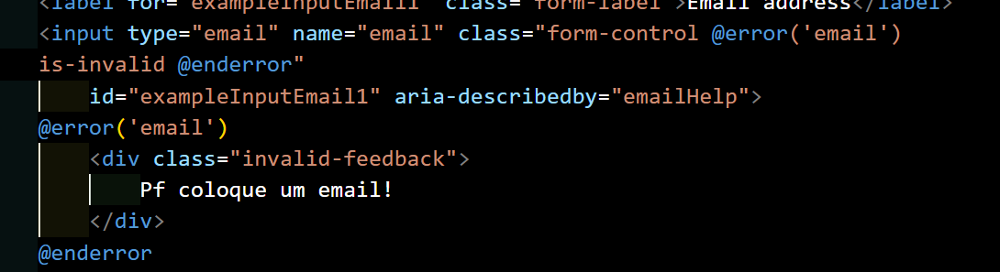 <label for="exampleInputEmail1" class="form-label">Email address</label>
<input type="email" name="email" class="form-control @error('email')
is-invalid @enderror"
id="exampleInputEmail1" aria-describedby="emailHelp">
@error('email')
<div class="invalid-feedback">
Pf coloque um email!
</div>
@enderror